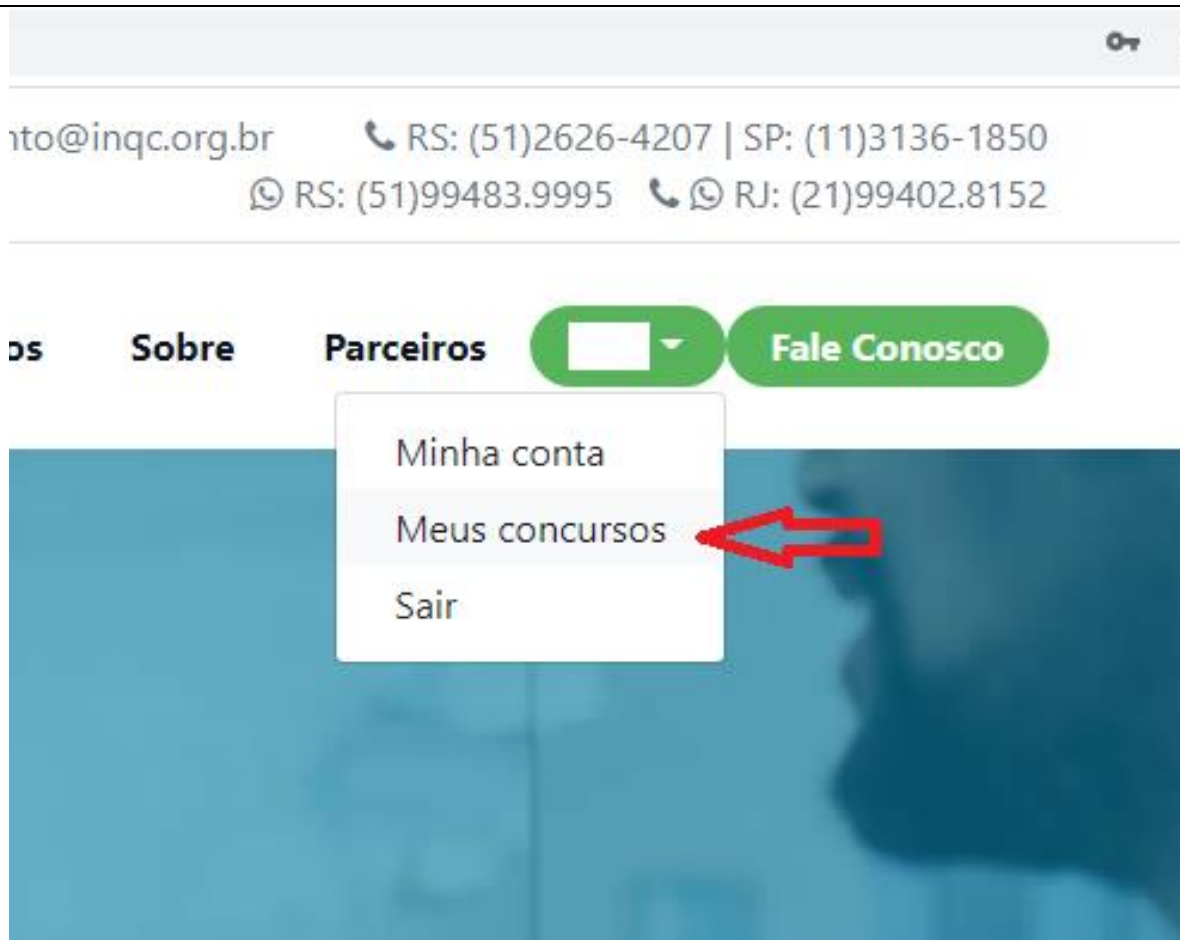 nto@inqc.org.br RS: (51)2626-4207 | SP: (11)3136-1850
RS: (51)99483.9995 RJ: (21)99402.8152
os Sobre Parceiros Fale Conosco
Minha conta
Meus concursos
Sair